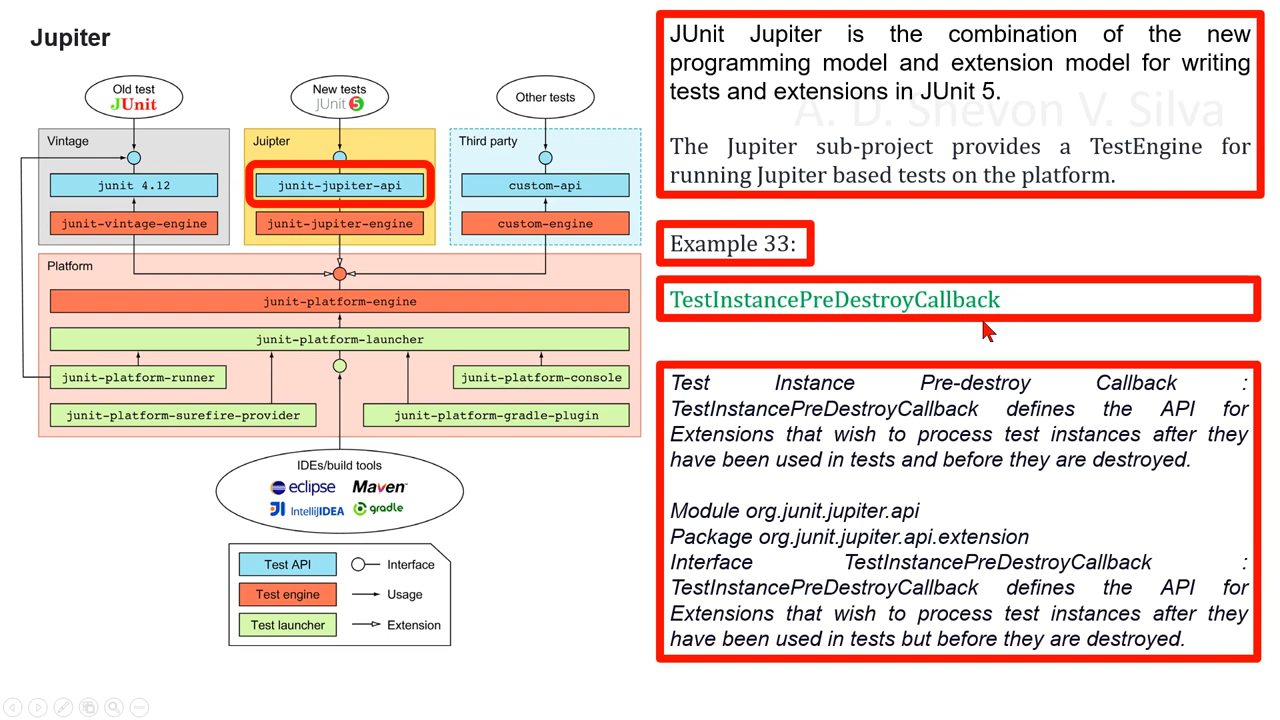 Jupiter
Old test
JUnit
New tests
JUnit 5
Other tests
Vintage
junit 4.12
junit-vintage-engine
Juipter
junit-jupiter-api
junit-jupiter-engine
Third party
custom-api
custom-engine
Platform
junit-platform-engine
junit-platform-launcher
junit-platform-runner
junit-platform-console
junit-platform-surefire-provider
junit-platform-gradle-plugin
IDEs/build tools
eclipse
Maven
IntelliJIDEA
gradle
Test API
Interface
Test engine
Usage
Test launcher
Extension
JUnit Jupiter is the combination of the new
programming model and extension model for writing
tests and extensions in JUnit 5.
A. D. Shevon V. Silva
The Jupiter sub-project provides a TestEngine for
running Jupiter based tests on the platform.
Example 33:
TestInstancePreDestroyCallback
Test Instance Pre-destroy Callback :
TestInstancePreDestroyCallback defines the API for
Extensions that wish to process test instances after they
have been used in tests and before they are destroyed.
Module org.junit.jupiter.api
Package org.junit.jupiter.api.extension
Interface TestInstancePreDestroyCallback :
TestInstancePreDestroyCallback defines the API for
Extensions that wish to process test instances after they
have been used in tests but before they are destroyed.